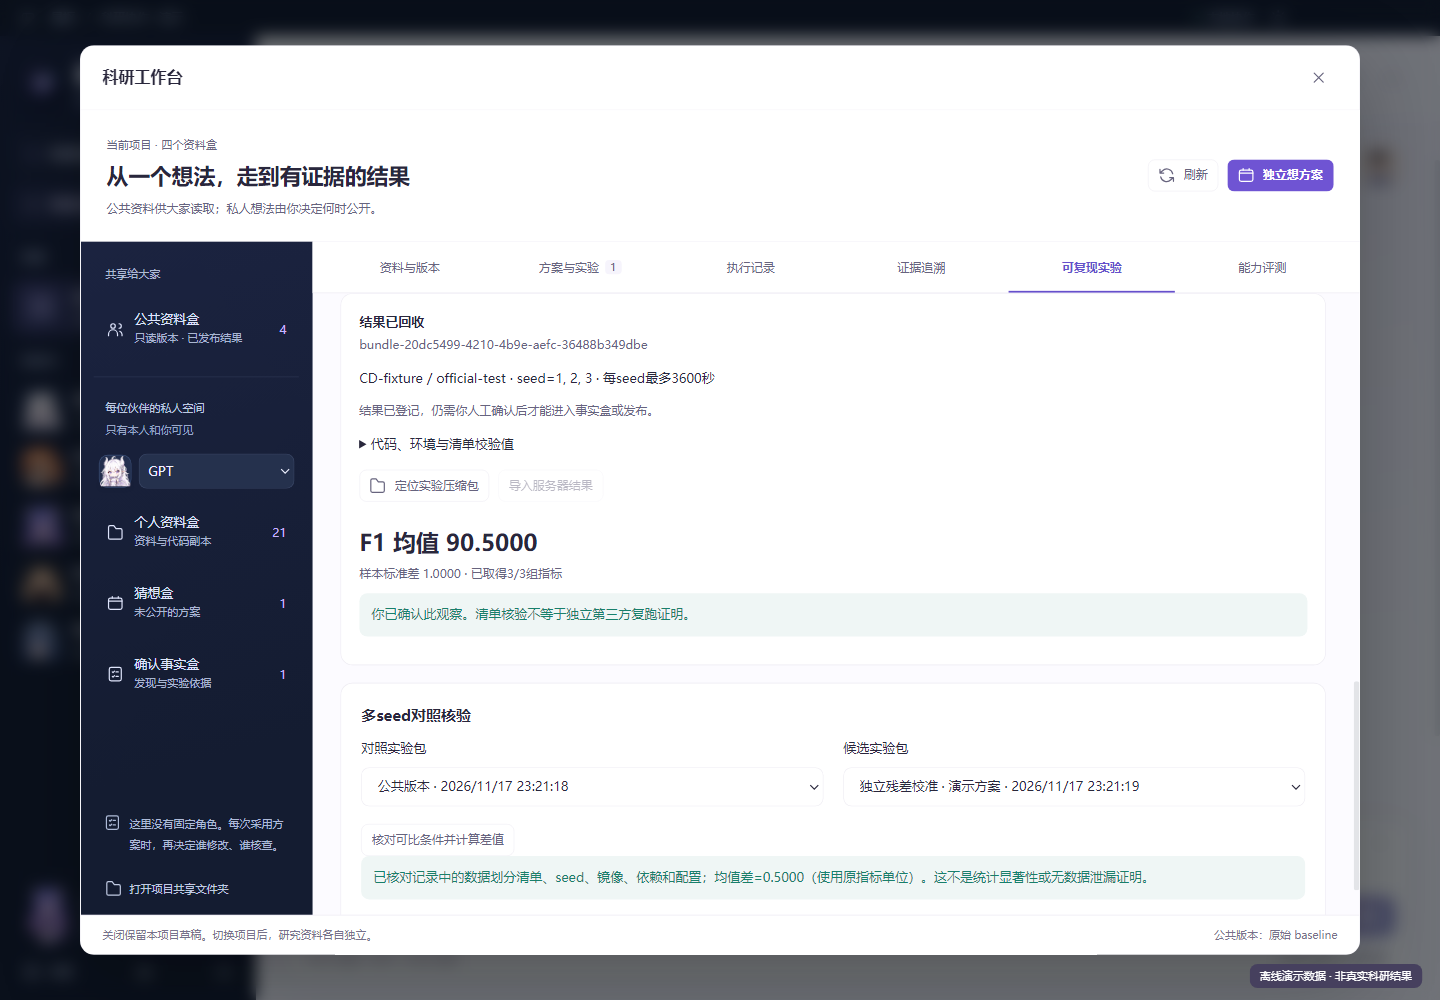 科研工作台
当前项目 · 四个资料盒
从一个想法，走到有证据的结果
公共资料供大家读取；私人想法由你决定何时公开。
刷新
独立想方案
共享给大家
公共资料盒
只读版本 · 已发布结果
4
每位伙伴的私人空间
只有本人和你可见
GPT
个人资料盒
资料与代码副本
21
猜想盒
未公开的方案
1
确认事实盒
发现与实验依据
1
这里没有固定角色。每次采用方
案时，再决定谁修改、谁核查。
打开项目共享文件夹
资料与版本
方案与实验 1
执行记录
证据追溯
可复现实验
能力评测
结果已回收
bundle-20dc5499-4210-4b9e-aefc-36488b349dbe
CD-fixture / official-test · seed=1, 2, 3 · 每seed最多3600秒
结果已登记，仍需你人工确认后才能进入事实盒或发布。
代码、环境与清单校验值
定位实验压缩包
导入服务器结果
F1 均值 90.5000
样本标准差 1.0000 · 已取得3/3组指标
你已确认此观察。清单核验不等于独立第三方复跑证明。
多seed对照核验
对照实验包
公共版本 · 2026/11/17 23:21:18
候选实验包
独立残差校准 · 演示方案 · 2026/11/17 23:21:19
核对可比条件并计算差值
已核对记录中的数据划分清单、seed、镜像、依赖和配置；均值差=0.5000（使用原指标单位）。这不是统计显著性或无数据泄漏证明。
关闭保留本项目草稿。切换项目后，研究资料各自独立。
公共版本：原始 baseline
离线演示数据 · 非真实科研结果